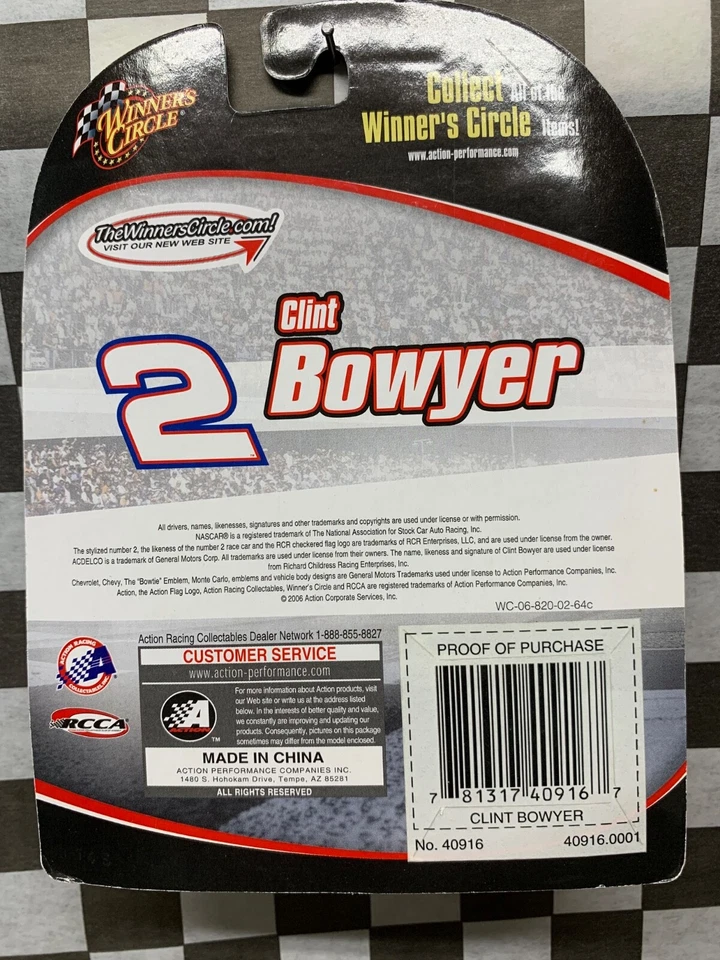 WINNER'S
CIRCLE®
Collect All of the
Winner's Circle Items!
www.action-performance.com
TheWinnersCircle.com!
VISIT OUR NEW WEB SITE
Clint
2 Bowyer
All drivers, names, likenesses, signatures and other trademarks and copyrights are used under license or with permission.
NASCAR® is a registered trademark of The National Association for Stock Car Auto Racing, Inc.
The stylized number 2, the likeness of the number 2 race car and the RCR checkered flag logo are trademarks of RCR Enterprises, LLC, and are used under license from the owner.
ACDELCO is a trademark of General Motors Corp. All trademarks are used under license from their owners. The name, likeness and signature of Clint Bowyer are used under license
from Richard Childress Racing Enterprises, Inc.
Chevrolet, Chevy, The "Bowtie" Emblem, Monte Carlo, emblems and vehicle body designs are General Motors Trademarks used under license to Action Performance Companies, Inc.
Action, the Action Flag Logo, Action Racing Collectables, Winner's Circle and RCCA are registered trademarks of Action Performance Companies, Inc.
© 2006 Action Corporate Services, Inc.
WC-06-820-02-64c
ACTION RACING
COLLECTABLES, INC.
RCCA
Action Racing Collectables Dealer Network 1-888-855-8827
CUSTOMER SERVICE
www.action-performance.com
A
ACTION
TM
For more information about Action products, visit
our Web site or write us at the address listed
below. In the interests of better quality and value,
we constantly are improving and updating our
products. Consequently, pictures on this package
sometimes may differ from the model enclosed.
MADE IN CHINA
ACTION PERFORMANCE COMPANIES INC.
1480 S. Hohokam Drive, Tempe, AZ 85281
ALL RIGHTS RESERVED
PROOF OF PURCHASE
7 81317 40916 7
CLINT BOWYER
No. 40916 40916.0001